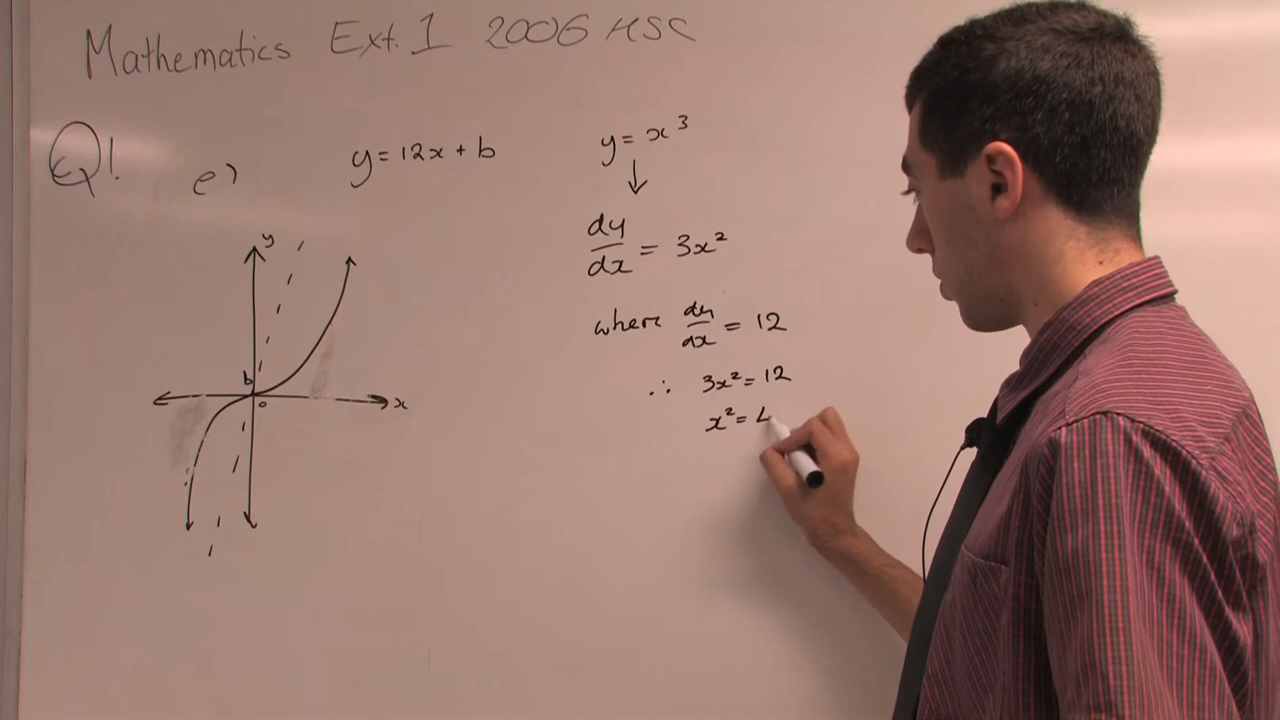 Mathematics Ext. 1 2006 HSC
Q1
e)
y = 12x + b
y
b
o
x
y = x³
↓
dy/dx = 3x²
where dy/dx = 12
∴ 3x² = 12
x² = 4